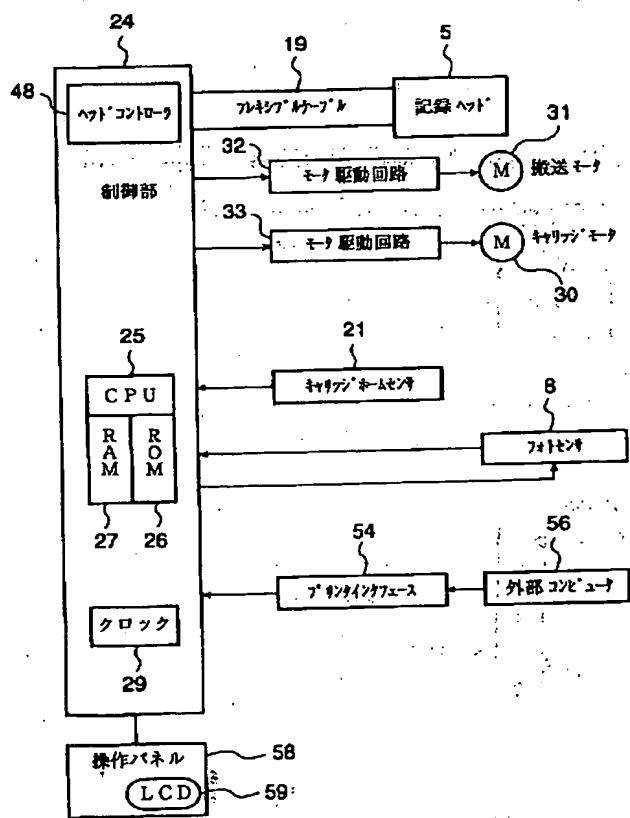 24
19
5
48
ヘッドコントローラ
フレキシブルケーブル
記録ヘッド
制御部
32
モータ駆動回路
31
M
搬送モータ
33
モータ駆動回路
M
キャリッジモータ
30
25
CPU
RAM
ROM
27
26
21
キャリッジホームセンサ
8
フォトセンサ
54
プリンタインタフェース
56
外部コンピュータ
クロック
29
操作パネル
58
LCD
59